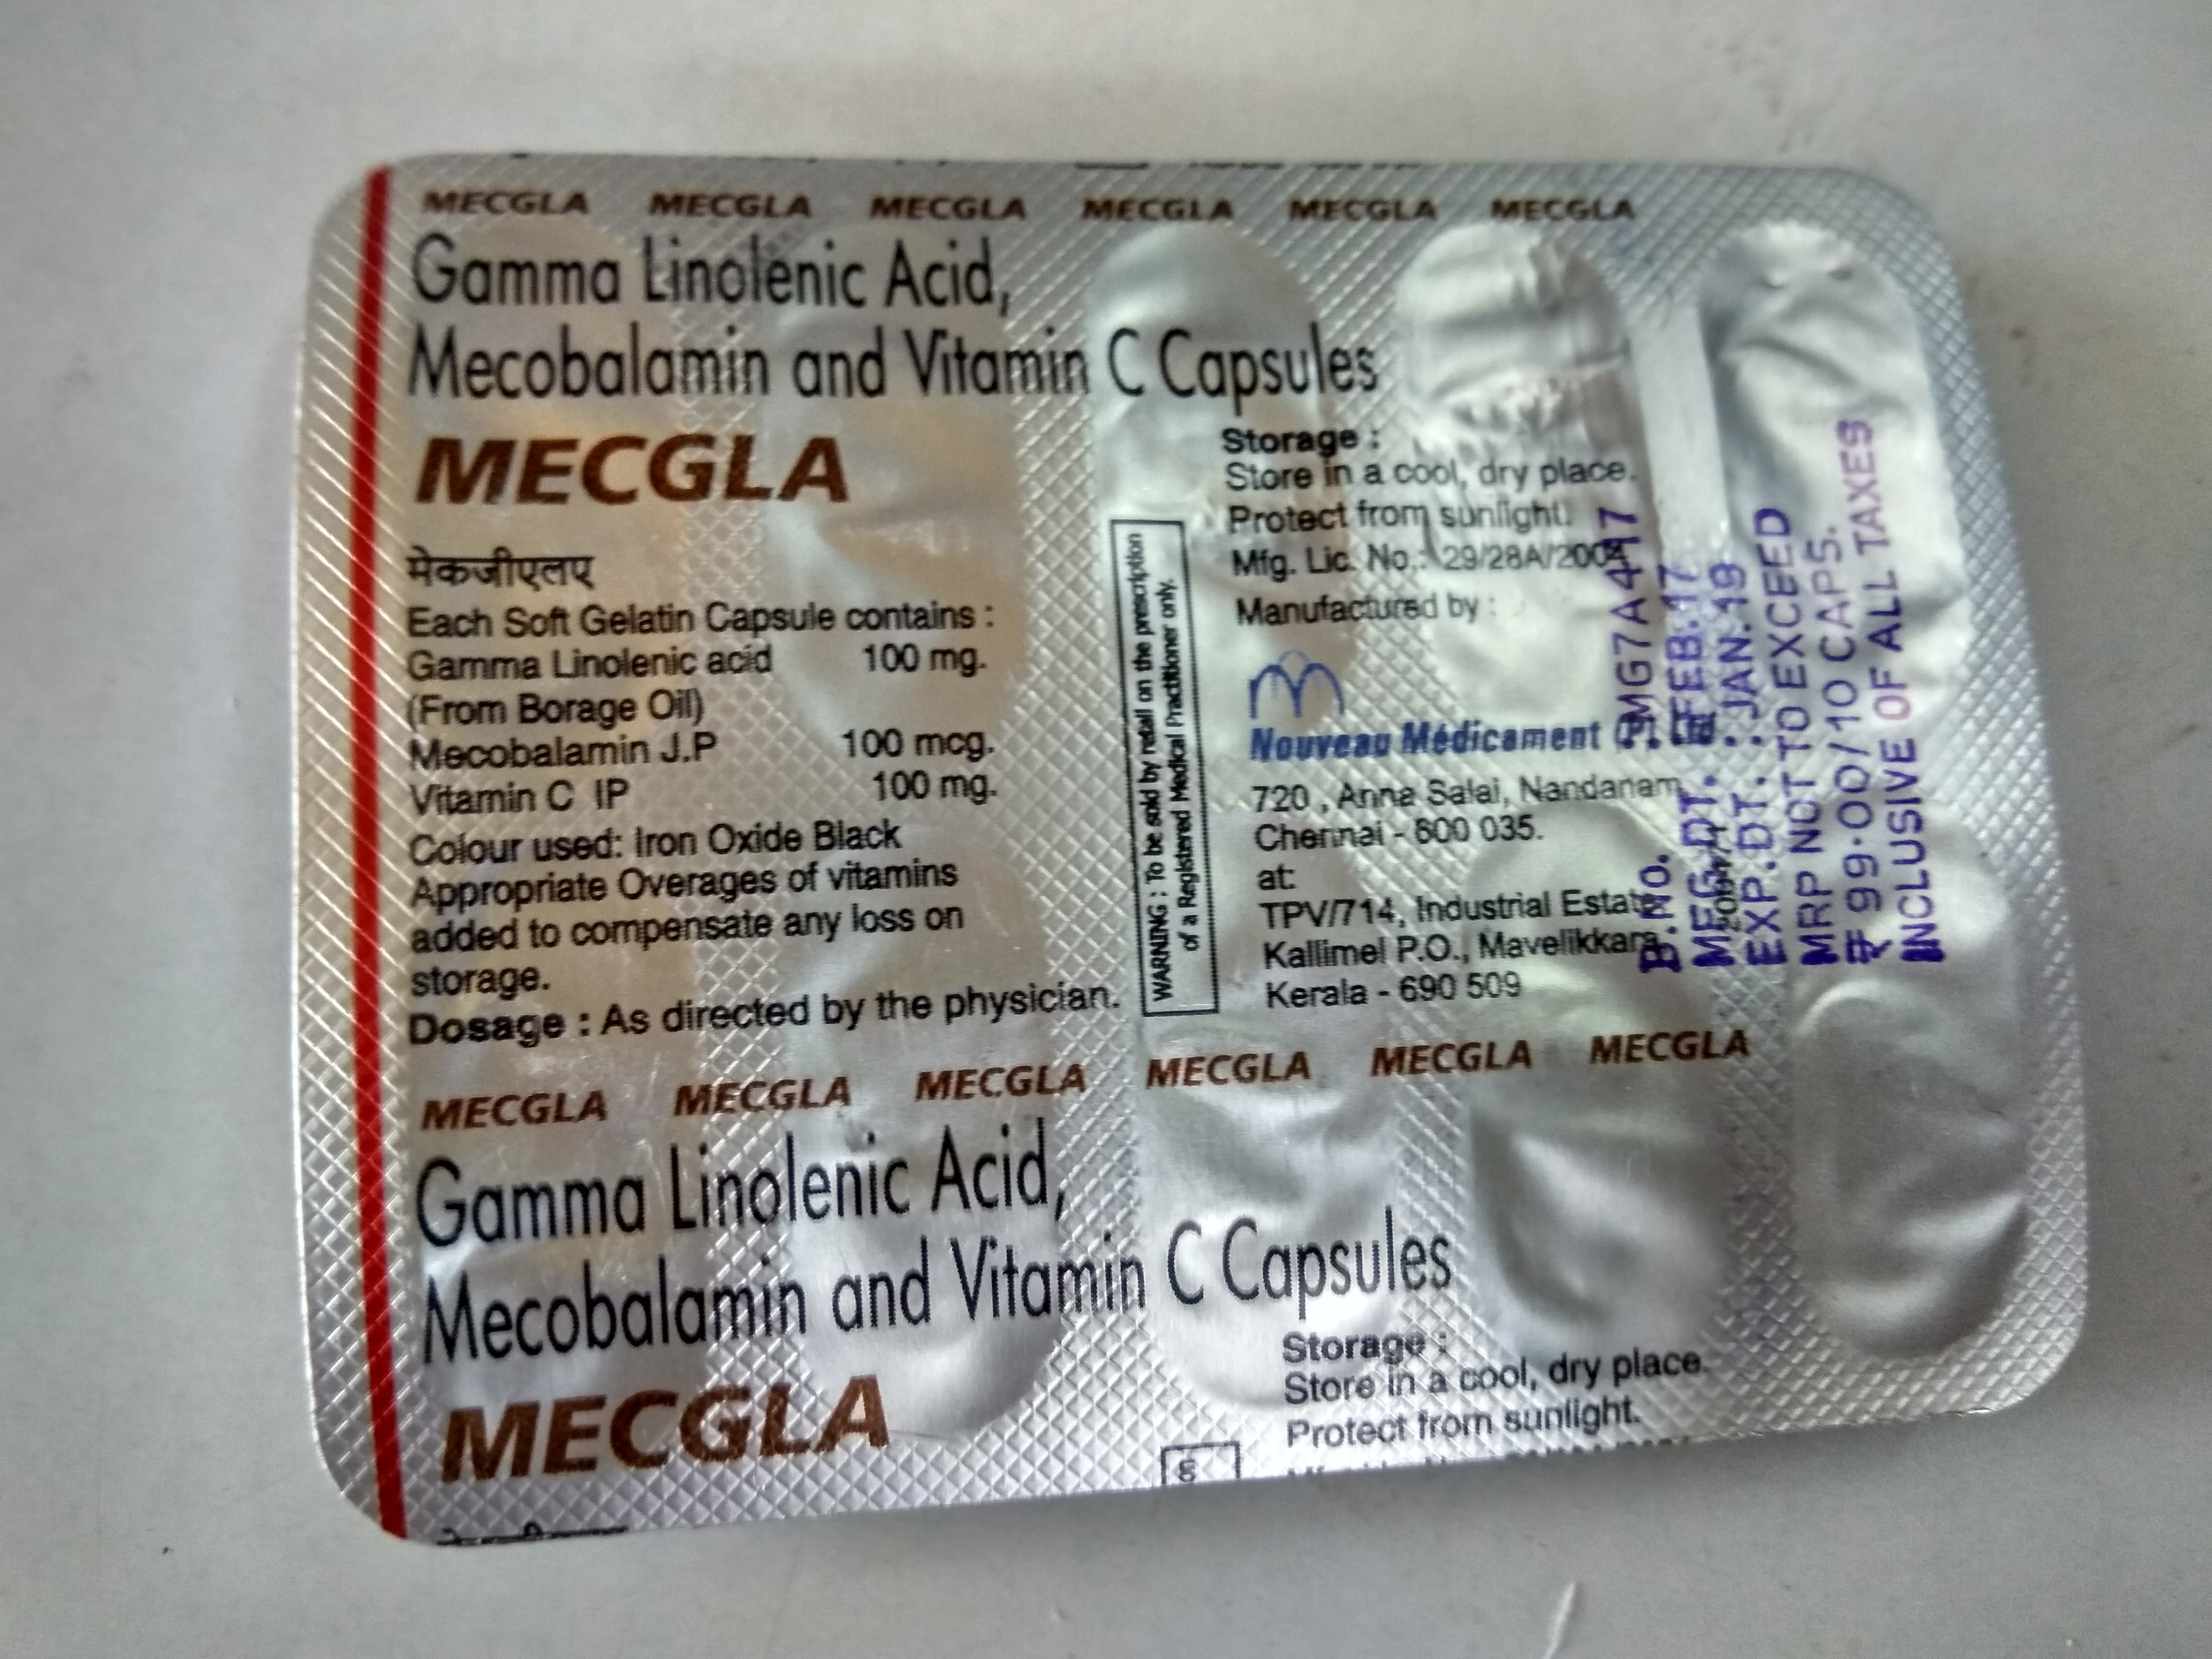 MECGLA MECGLA MECGLA MECGLA MECGLA MECGLA
Gamma Linolenic Acid,
Mecobalamin and Vitamin C Capsules
MECGLA
मेकजीएलए
Each Soft Gelatin Capsule contains :
Gamma Linolenic acid 100 mg.
(From Borage Oil)
Mecobalamin J.P 100 mcg.
Vitamin C IP 100 mg.
Colour used: Iron Oxide Black
Appropriate Overages of vitamins
added to compensate any loss on
storage.
Dosage : As directed by the physician.
WARNING : To be sold by retail on the prescription
of a Registered Medical Practitioner only.
Storage :
Store in a cool, dry place.
Protect from sunlight.
Mfg. Lic. No.: 29/28A/2004
Manufactured by :
Nouveau Médicament (P) Ltd.
720 , Anna Salai, Nandanam,
Chennai - 600 035.
at:
TPV/714, Industrial Estate
Kallimel P.O., Mavelikkara,
Kerala - 690 509
B.NO. : MG7A417
MFG.DT. : FEB.17
EXP.DT. : JAN.19
MRP NOT TO EXCEED
₹ 99.00/10 CAPS.
INCLUSIVE OF ALL TAXES
MECGLA MECGLA MECGLA MECGLA MECGLA MECGLA
Gamma Linolenic Acid,
Mecobalamin and Vitamin C Capsules
MECGLA
Storage :
Store in a cool, dry place.
Protect from sunlight.